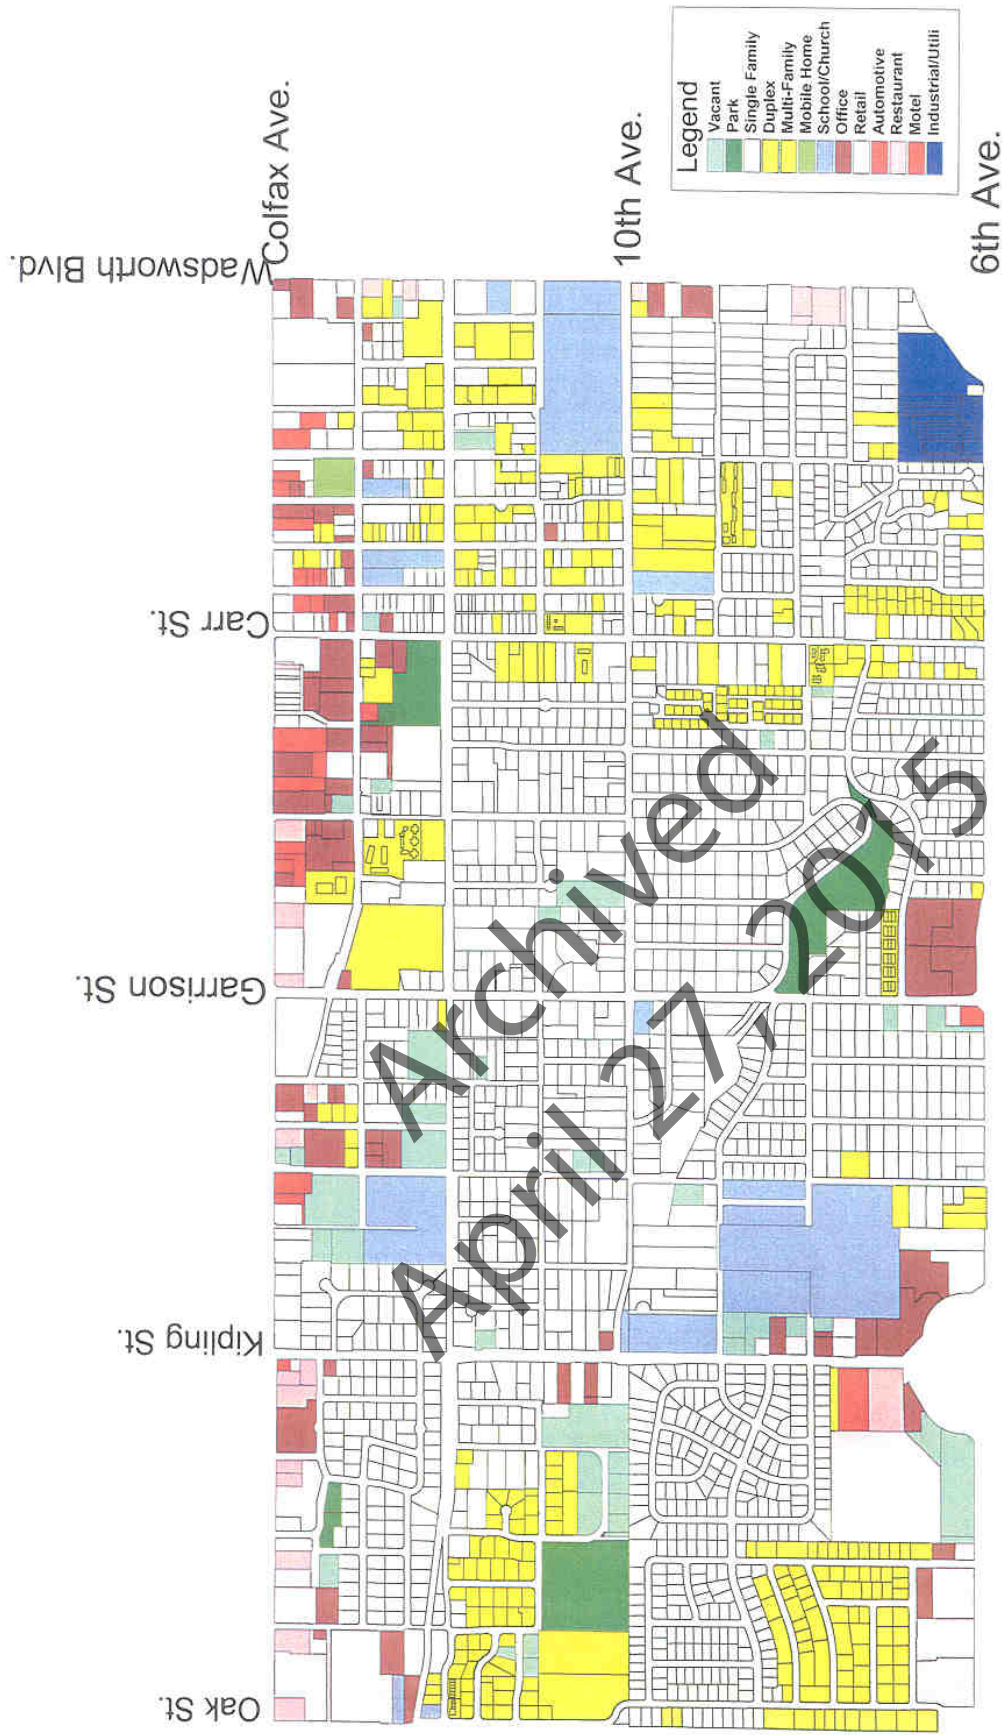 Colfax Ave.
10th Ave.
6th Ave.
Wadsworth Blvd.
Carr St.
Garrison St.
Kipling St.
Oak St.
Legend
Vacant
Park
Single Family
Duplex
Multi-Family
Mobile Home
School/Church
Office
Retail
Automotive
Restaurant
Motel
Industrial/Utili
Archived
April 27, 2015